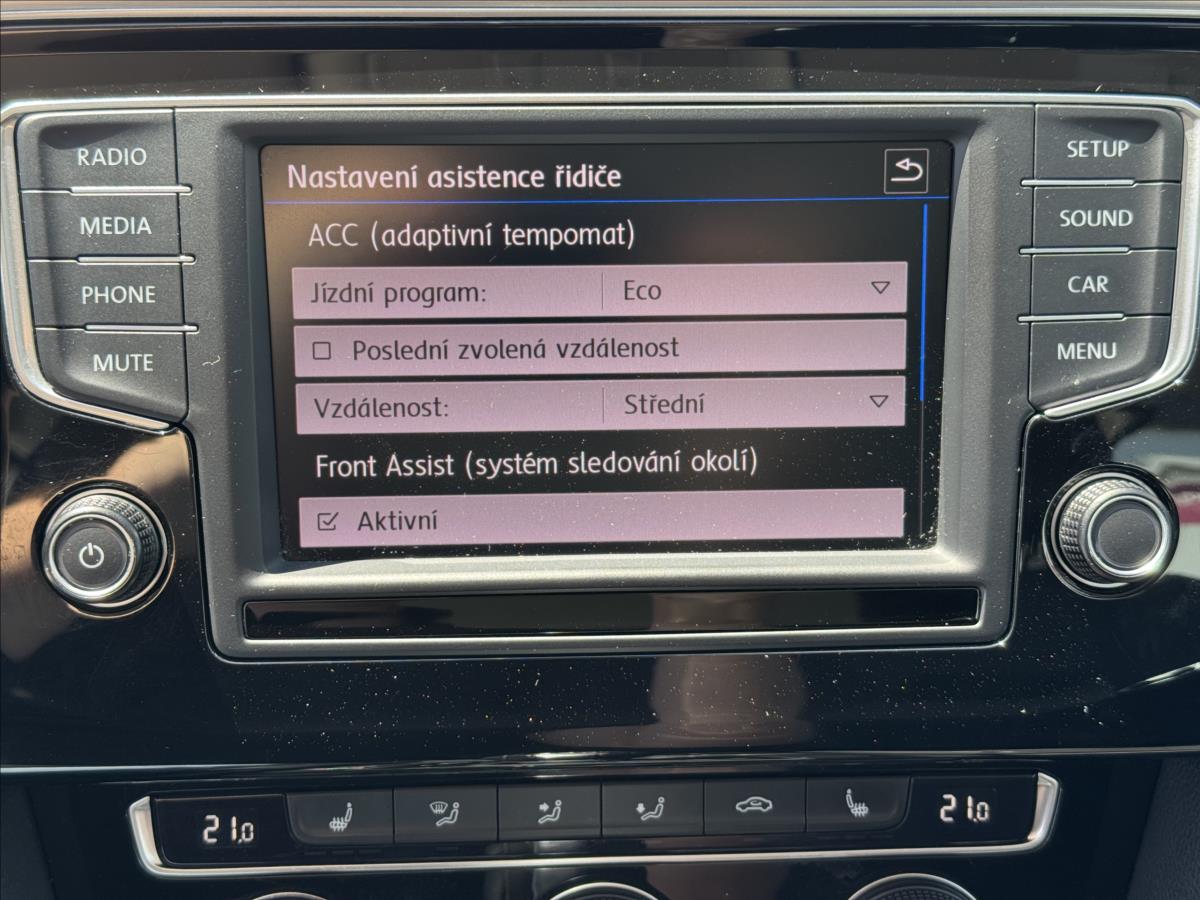 RADIO
MEDIA
PHONE
MUTE
Nastavení asistence řidiče
ACC (adaptivní tempomat)
Jízdní program: Eco
Poslední zvolená vzdálenost
Vzdálenost: Střední
Front Assist (systém sledování okolí)
Aktivní
SETUP
SOUND
CAR
MENU
21.0
21.0